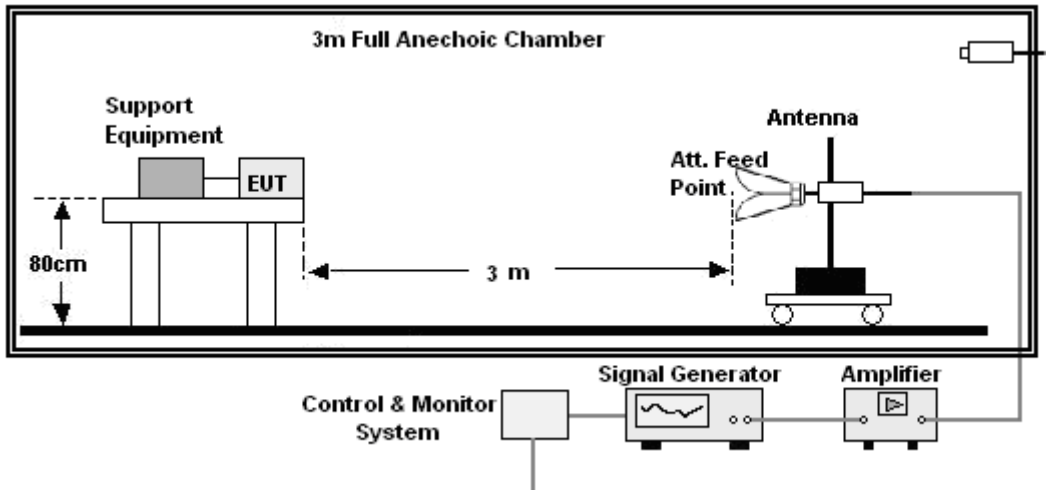 3m Full Anechoic Chamber
Support
Equipment
EUT
80cm
3 m
Antenna
Att. Feed
Point
Signal Generator
Amplifier
Control & Monitor
System